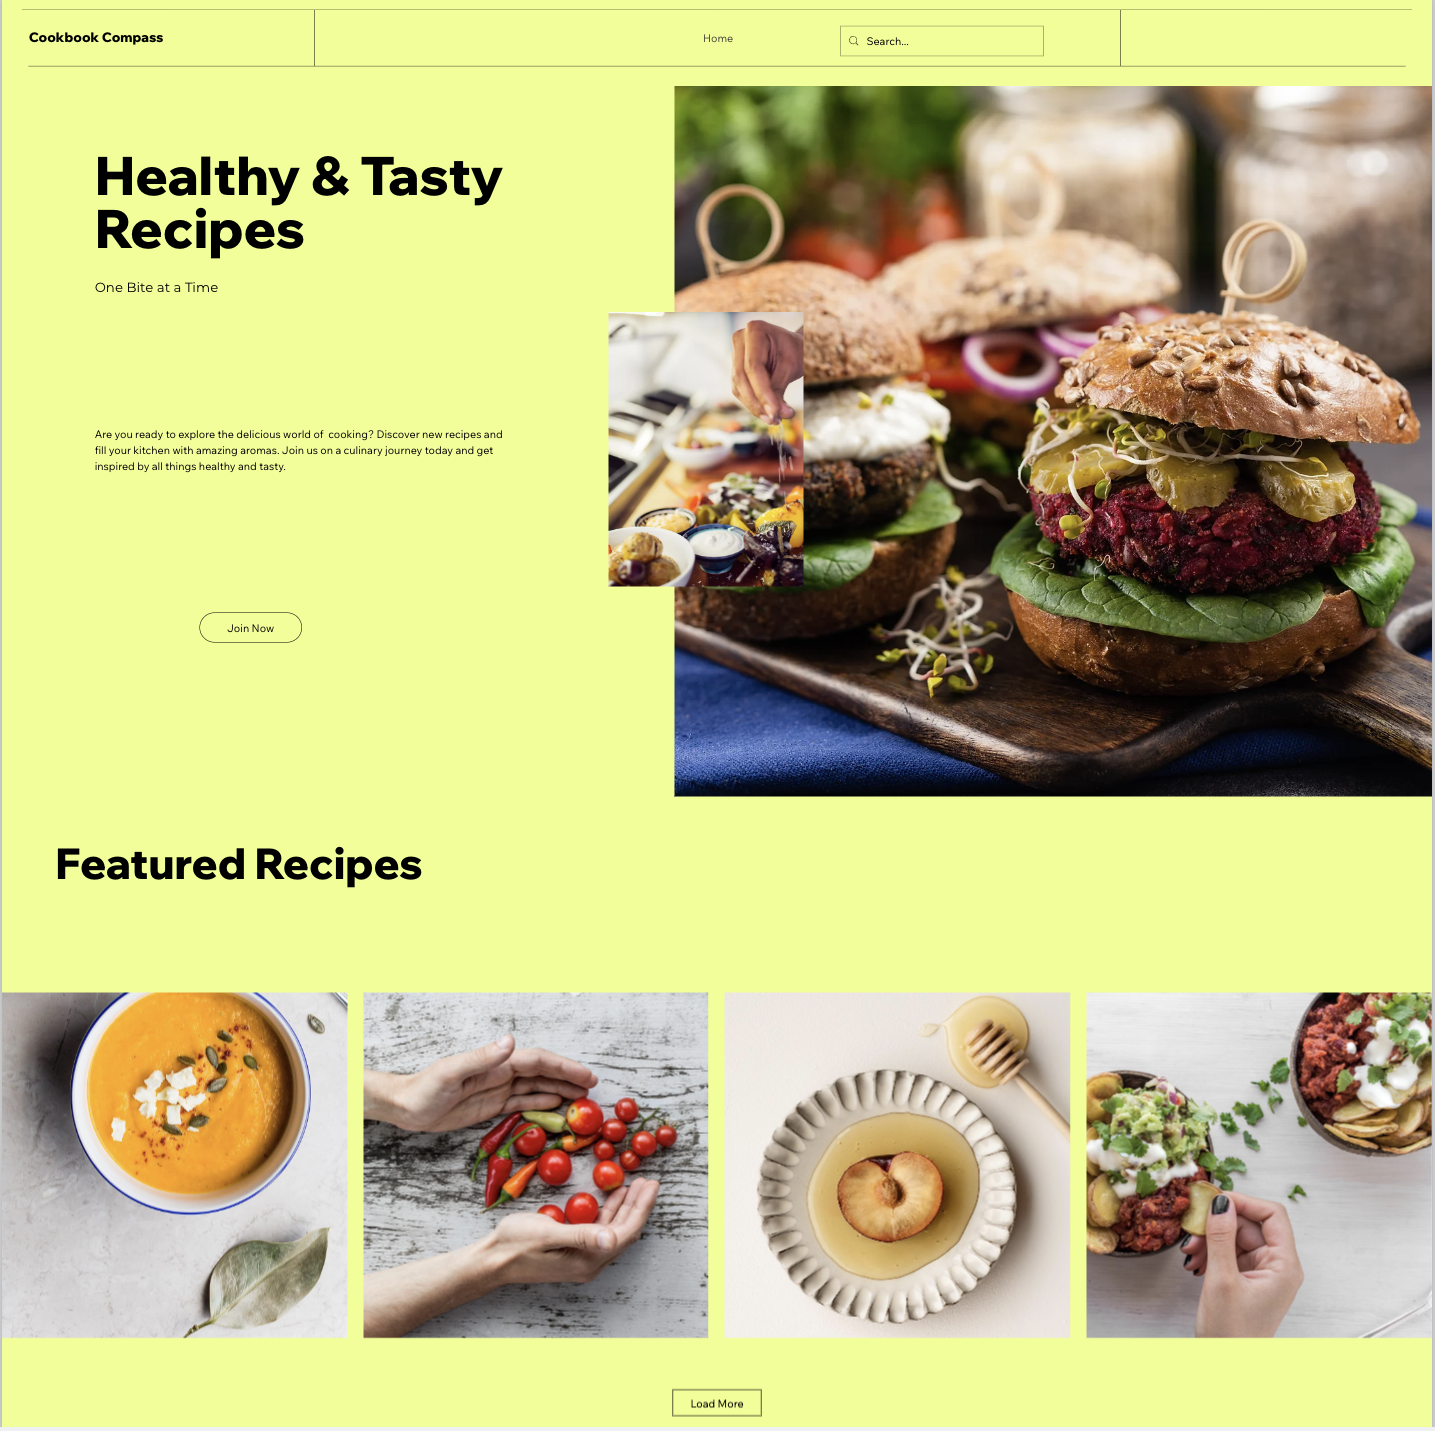 Cookbook Compass
Home
Search...
Healthy & Tasty
Recipes
One Bite at a Time
Are you ready to explore the delicious world of  cooking? Discover new recipes and
fill your kitchen with amazing aromas. Join us on a culinary journey today and get
inspired by all things healthy and tasty.
Join Now
Featured Recipes
Load More